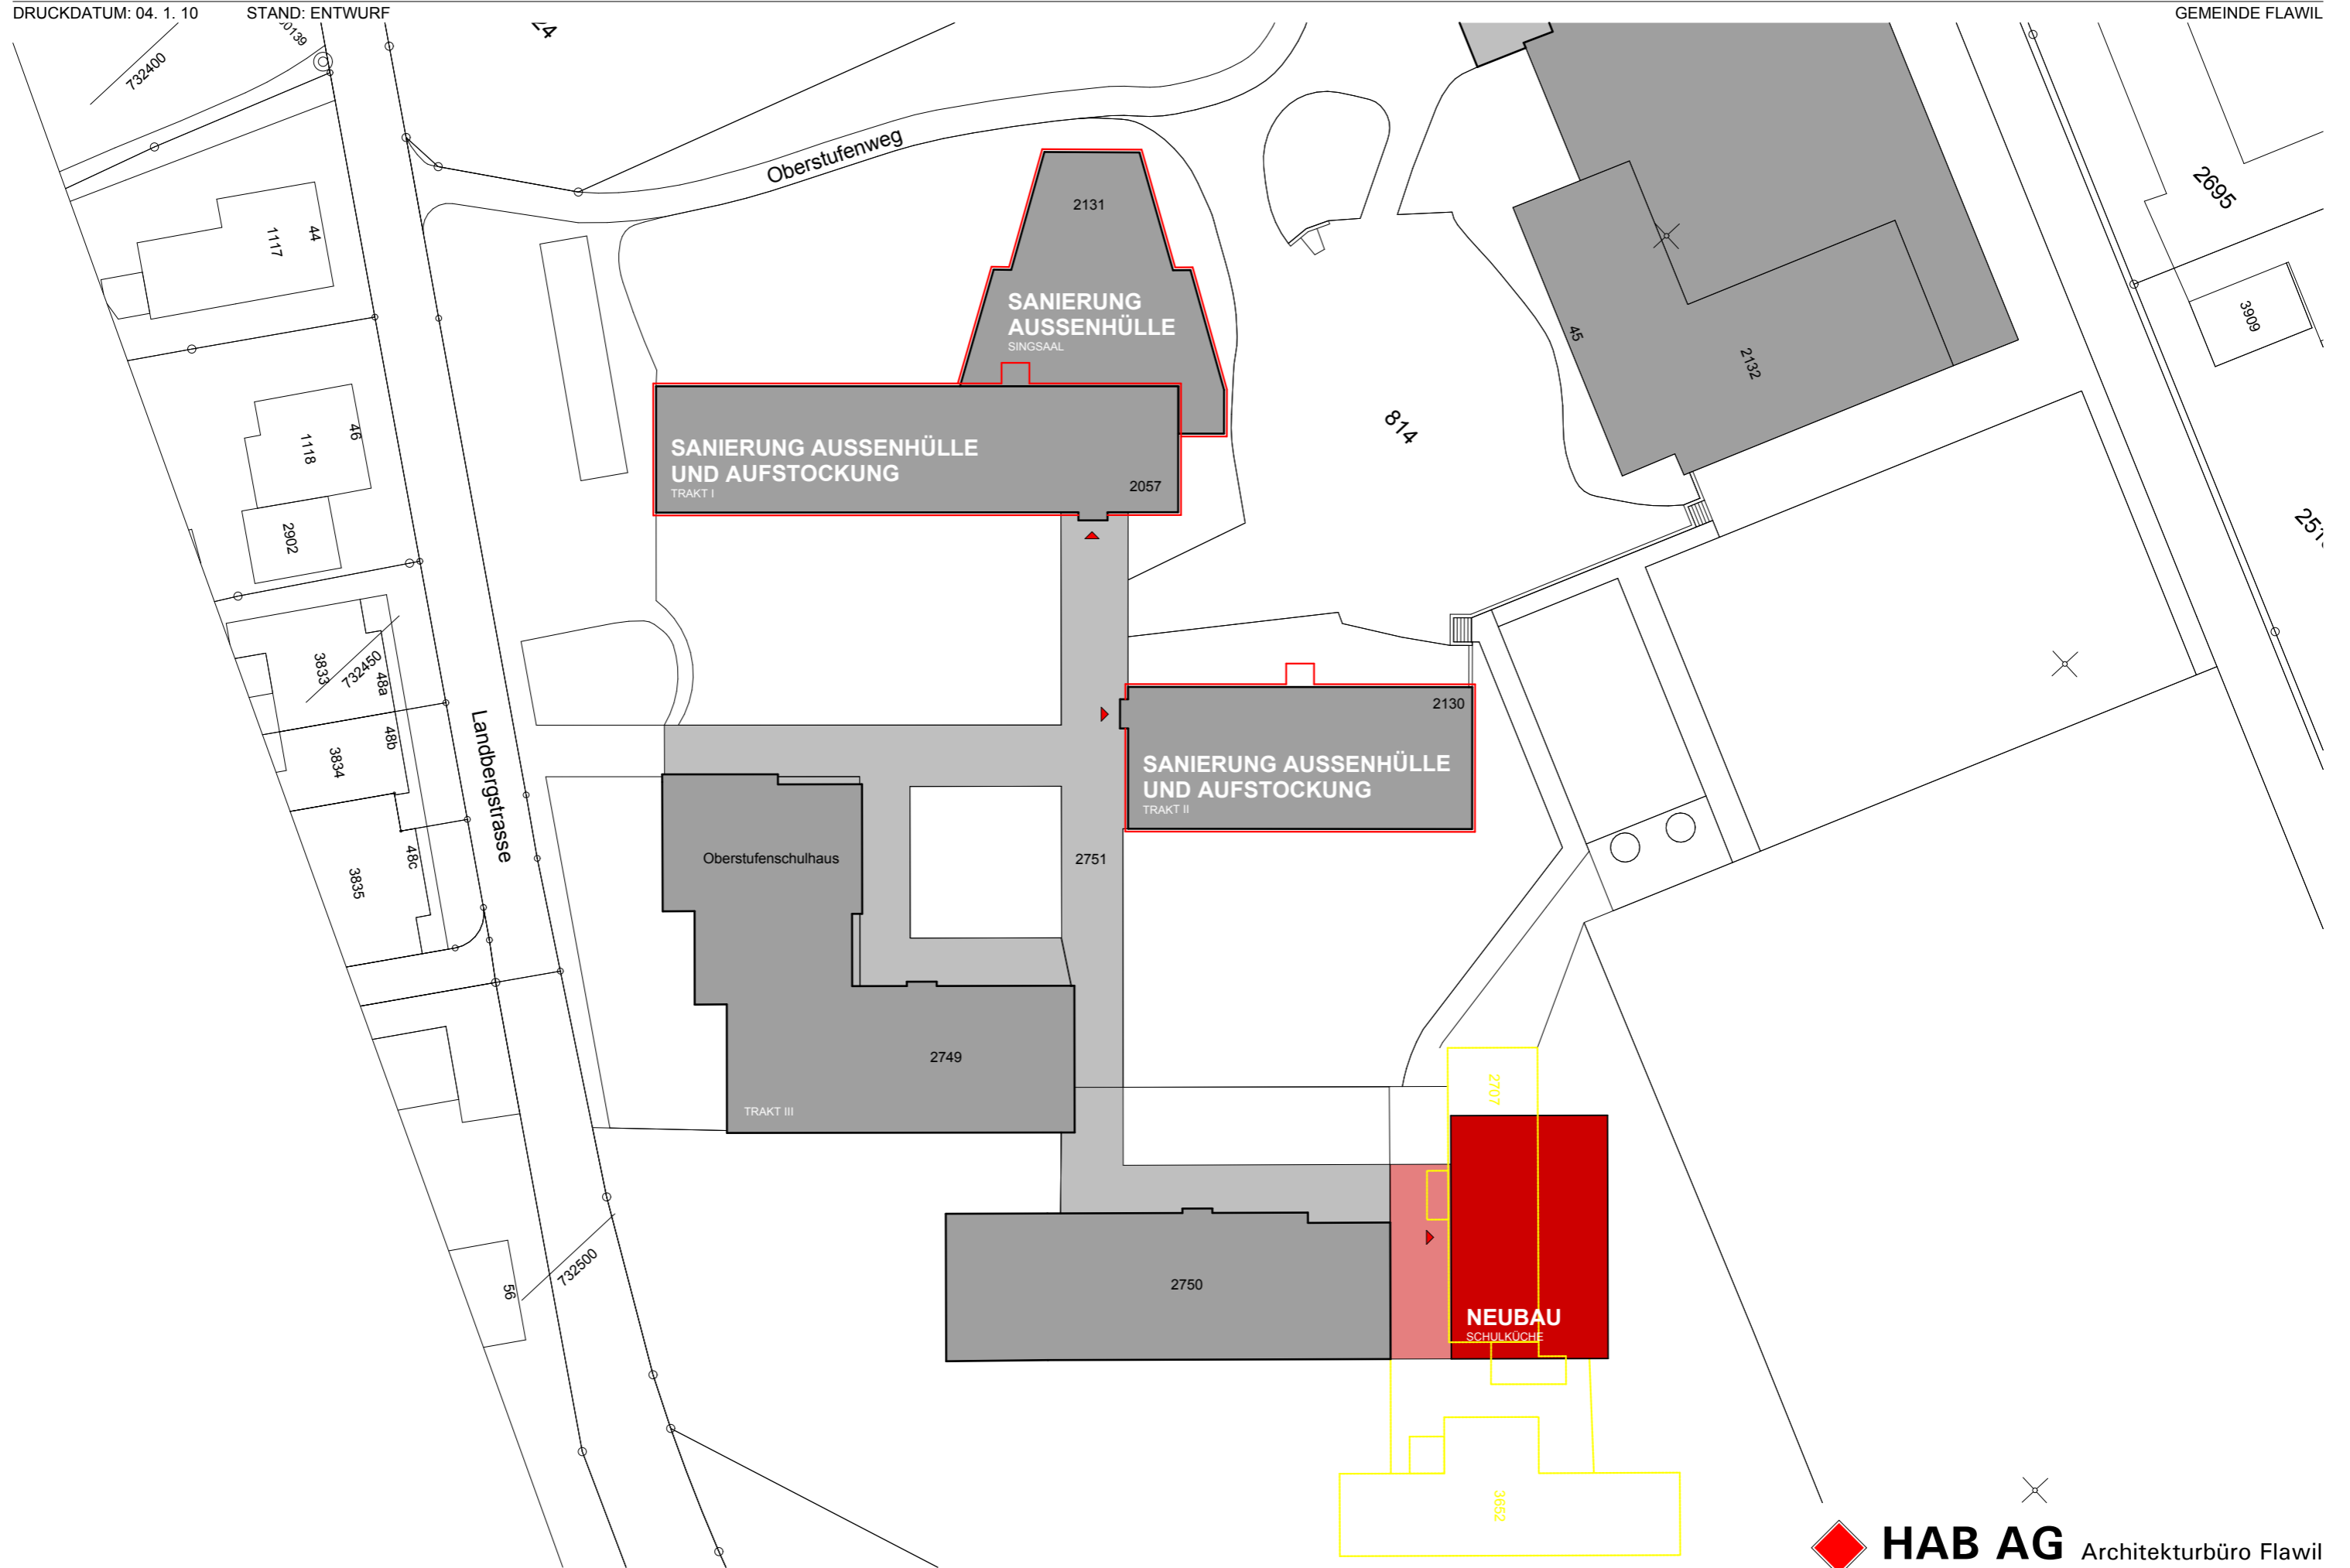 DRUCKDATUM: 04. 1. 10
STAND: ENTWURF
GEMEINDE FLAWIL
732400
Oberstufenweg
2131
2695
44
1117
3909
SANIERUNG
AUSSENHÜLLE
SINGSAAL
45
2132
46
1118
814
SANIERUNG AUSSENHÜLLE
UND AUFSTOCKUNG
TRAKT I
2057
2902
3833
732450
48a
48b
3834
Landbergstrasse
2130
SANIERUNG AUSSENHÜLLE
UND AUFSTOCKUNG
TRAKT II
48c
3835
Oberstufenschulhaus
2751
2749
TRAKT III
2707
732500
56
2750
NEUBAU
SCHULKÜCHE
3652
HAB AG Architekturbüro Flawil